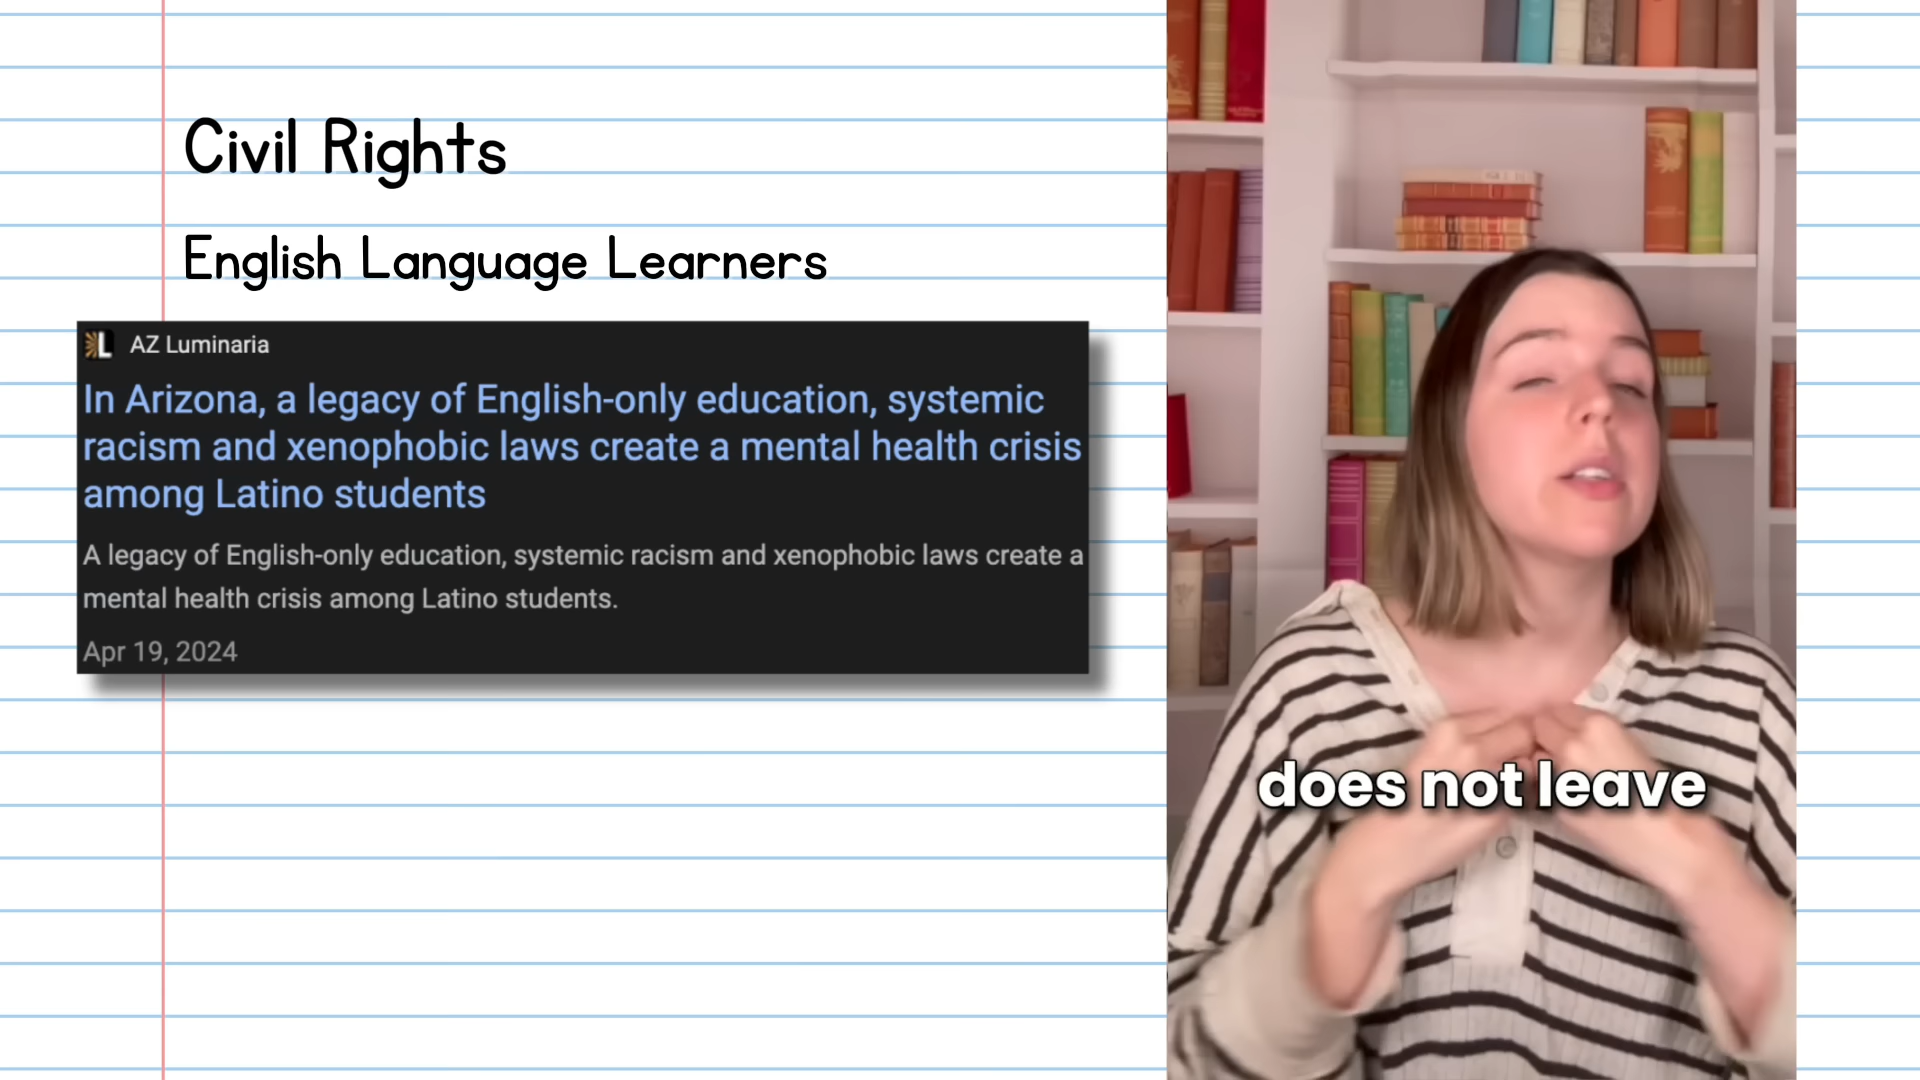 Civil Rights
English Language Learners
AZ Luminaria
In Arizona, a legacy of English-only education, systemic
racism and xenophobic laws create a mental health crisis
among Latino students
A legacy of English-only education, systemic racism and xenophobic laws create a
mental health crisis among Latino students.
Apr 19, 2024
does not leave